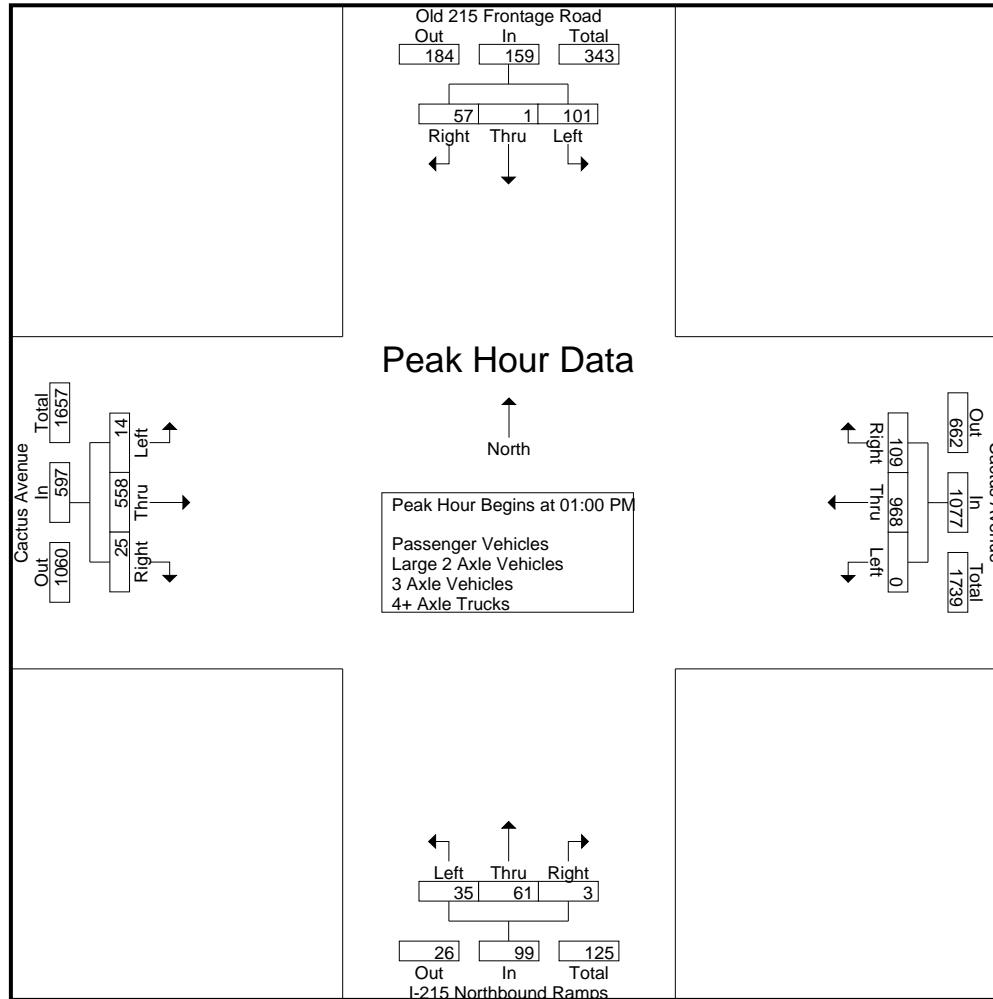 Old 215 Frontage Road
Out In Total
184 159 343
57 1 101
Right Thru Left
Peak Hour Data
North
Peak Hour Begins at 01:00 PM
Passenger Vehicles
Large 2 Axle Vehicles
3 Axle Vehicles
4+ Axle Trucks
Cactus Avenue
Out In Total
1060 597 1657
25 558 14
Right Thru Left
Out In Total
662 1077 1739
109 968 0
Right Thru Left
Left Thru Right
35 61 3
26 99 125
Out In Total
I-215 Northbound Ramps